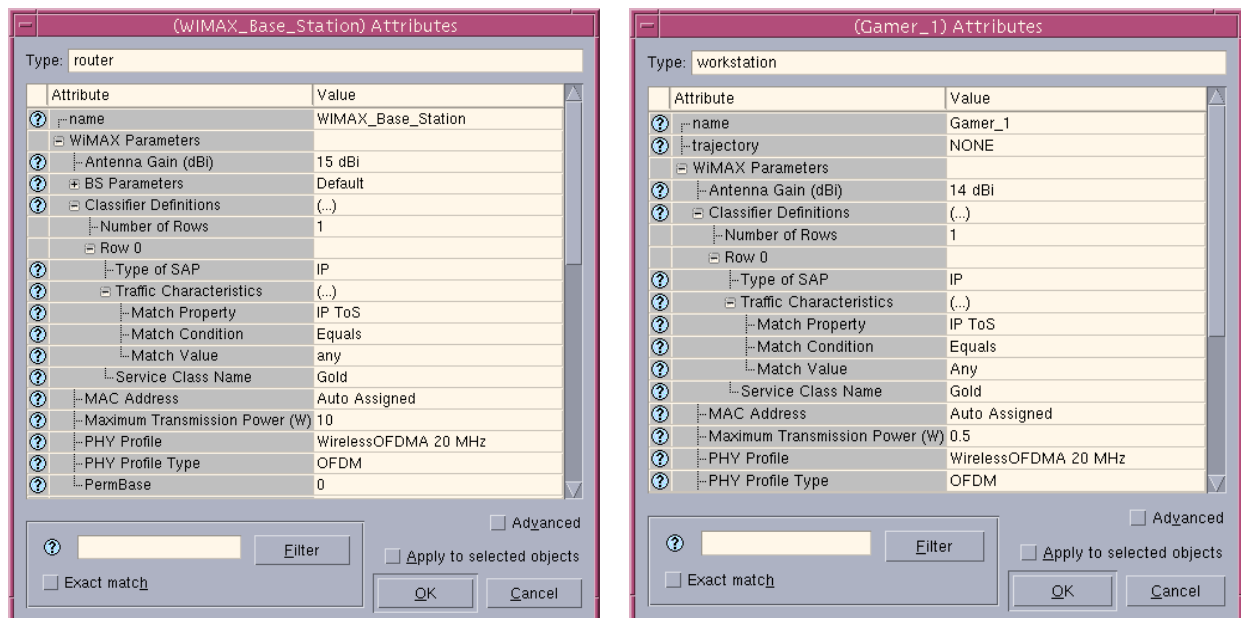 (WIMAX_Base_Station) Attributes
Type: router
Attribute Value
name WIMAX_Base_Station
WiMAX Parameters
Antenna Gain (dBi) 15 dBi
BS Parameters Default
Classifier Definitions (...)
Number of Rows 1
Row 0
Type of SAP IP
Traffic Characteristics (...)
Match Property IP ToS
Match Condition Equals
Match Value any
Service Class Name Gold
MAC Address Auto Assigned
Maximum Transmission Power (W) 10
PHY Profile WirelessOFDMA 20 MHz
PHY Profile Type OFDM
PermBase 0
Advanced
Filter
Apply to selected objects
Exact match
OK Cancel
(Gamer_1) Attributes
Type: workstation
Attribute Value
name Gamer_1
trajectory NONE
WiMAX Parameters
Antenna Gain (dBi) 14 dBi
Classifier Definitions (...)
Number of Rows 1
Row 0
Type of SAP IP
Traffic Characteristics (...)
Match Property IP ToS
Match Condition Equals
Match Value Any
Service Class Name Gold
MAC Address Auto Assigned
Maximum Transmission Power (W) 0.5
PHY Profile WirelessOFDMA 20 MHz
PHY Profile Type OFDM
Advanced
Filter
Apply to selected objects
Exact match
OK Cancel